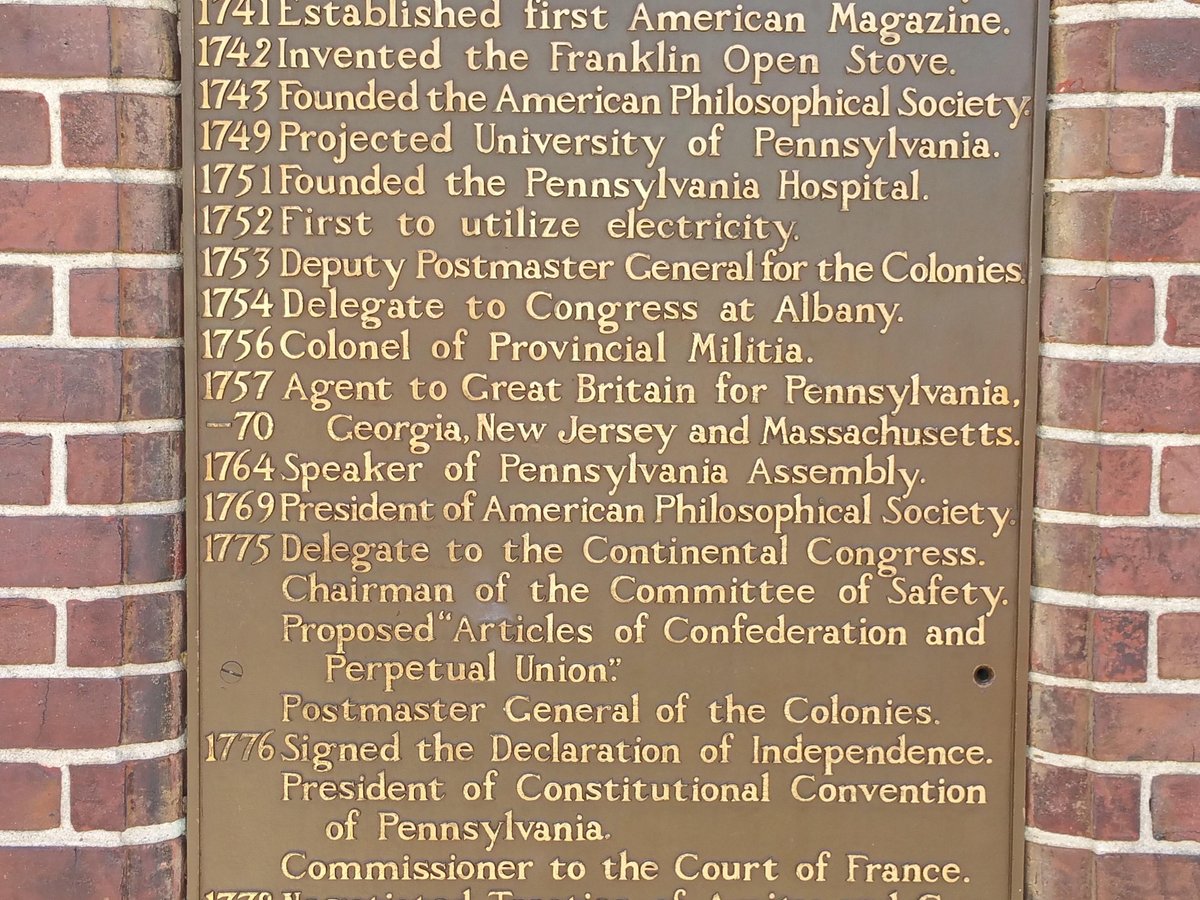 1741 Established first American Magazine.
1742 Invented the Franklin Open Stove.
1743 Founded the American Philosophical Society.
1749 Projected University of Pennsylvania.
1751 Founded the Pennsylvania Hospital.
1752 First to utilize electricity.
1753 Deputy Postmaster General for the Colonies.
1754 Delegate to Congress at Albany.
1756 Colonel of Provincial Militia.
1757 Agent to Great Britain for Pennsylvania,
-70 Georgia, New Jersey and Massachusetts.
1764 Speaker of Pennsylvania Assembly.
1769 President of American Philosophical Society.
1775 Delegate to the Continental Congress.
Chairman of the Committee of Safety.
Proposed "Articles of Confederation and
Perpetual Union."
Postmaster General of the Colonies.
1776 Signed the Declaration of Independence.
President of Constitutional Convention
of Pennsylvania.
Commissioner to the Court of France.
1778 Negotiated Treaties of Amity and